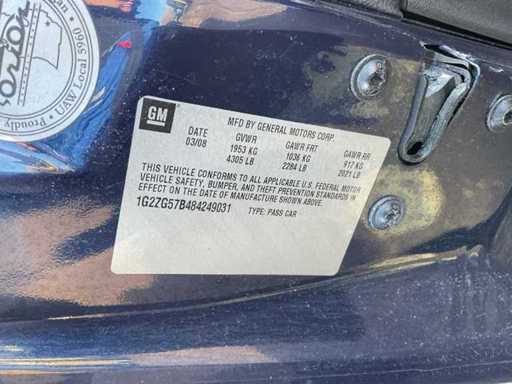 orion
Proudly
UAW Local 5960
GM
MFD BY GENERAL MOTORS CORP
DATE GVWR GAWR FRT GAWR RR
03/08 1953 KG 1036 KG 917 KG
4305 LB 2284 LB 2021 LB
THIS VEHICLE CONFORMS TO ALL APPLICABLE U.S. FEDERAL MOTOR
VEHICLE SAFETY, BUMPER, AND THEFT PREVENTION STANDARDS IN
EFFECT ON THE DATE OF MANUFACTURE SHOWN ABOVE.
1G2ZG57B484249031 TYPE: PASS CAR